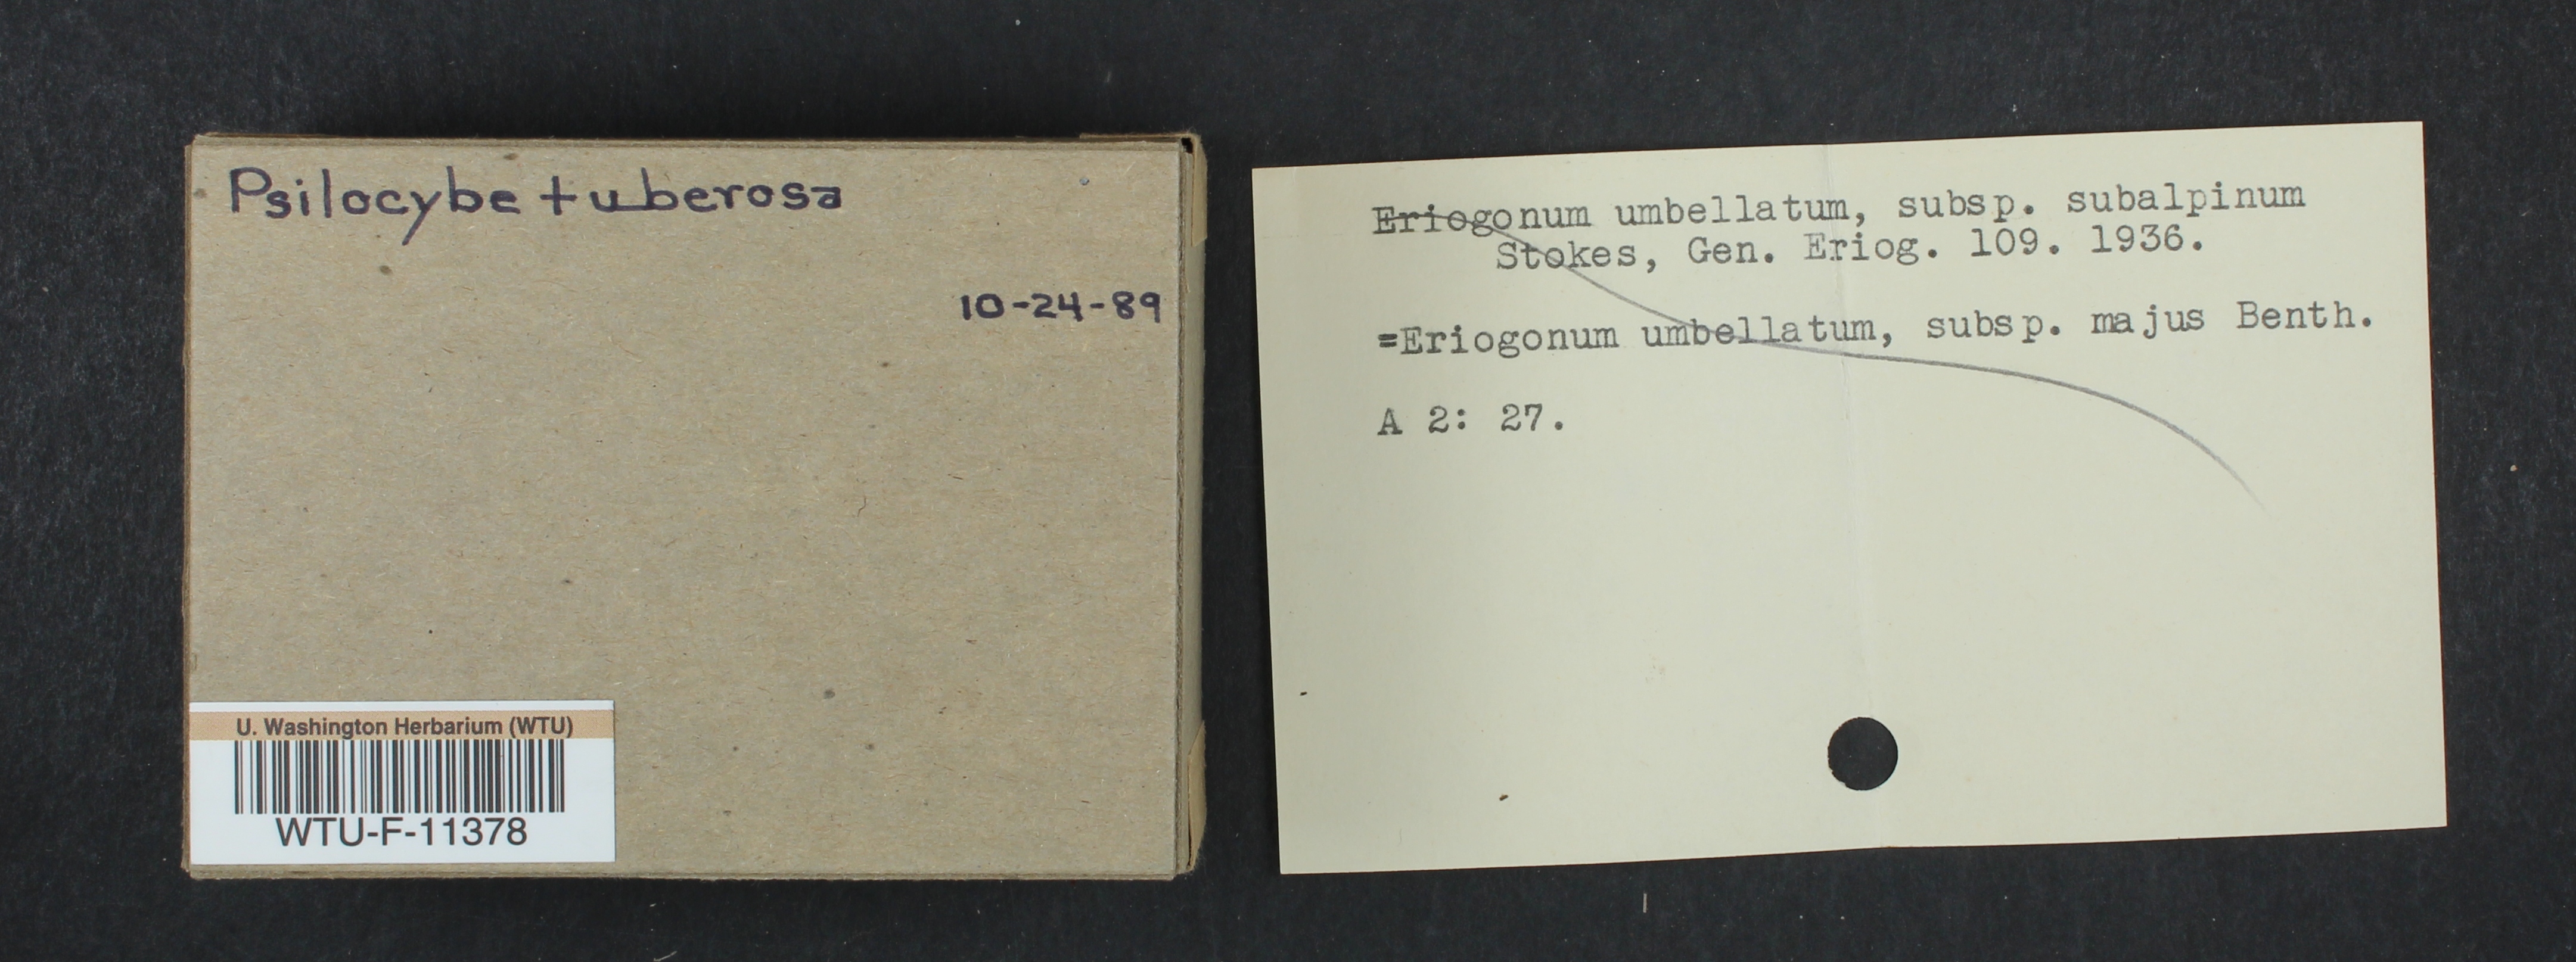 Psilocybe tuberosa
10-24-89
U. Washington Herbarium (WTU)
WTU-F-11378
Eriogonum umbellatum, subsp. subalpinum
Stokes, Gen. Eriog. 109. 1936.
=Eriogonum umbellatum, subsp. majus Benth.
A 2: 27.